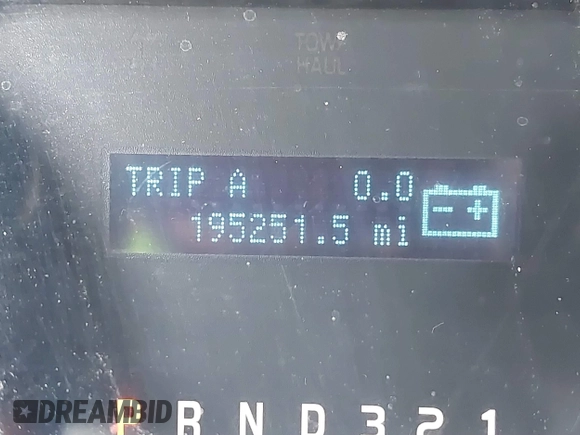 TOW/
HAUL
TRIP A 0.0
195251.5 mi
- +
P R N D 3 2 1
DREAMBID